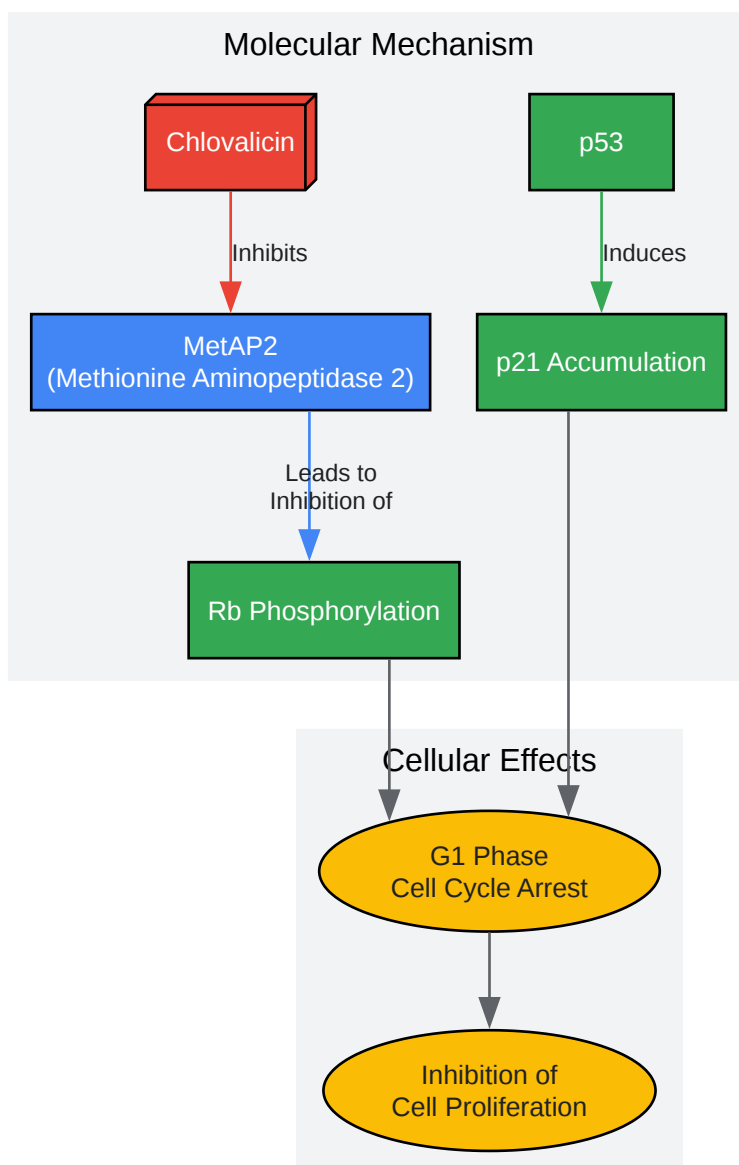 Molecular Mechanism
Chlovalicin
p53
Inhibits
Induces
MetAP2
(Methionine Aminopeptidase 2)
p21 Accumulation
Leads to
Inhibition of
Rb Phosphorylation
Cellular Effects
G1 Phase
Cell Cycle Arrest
Inhibition of
Cell Proliferation